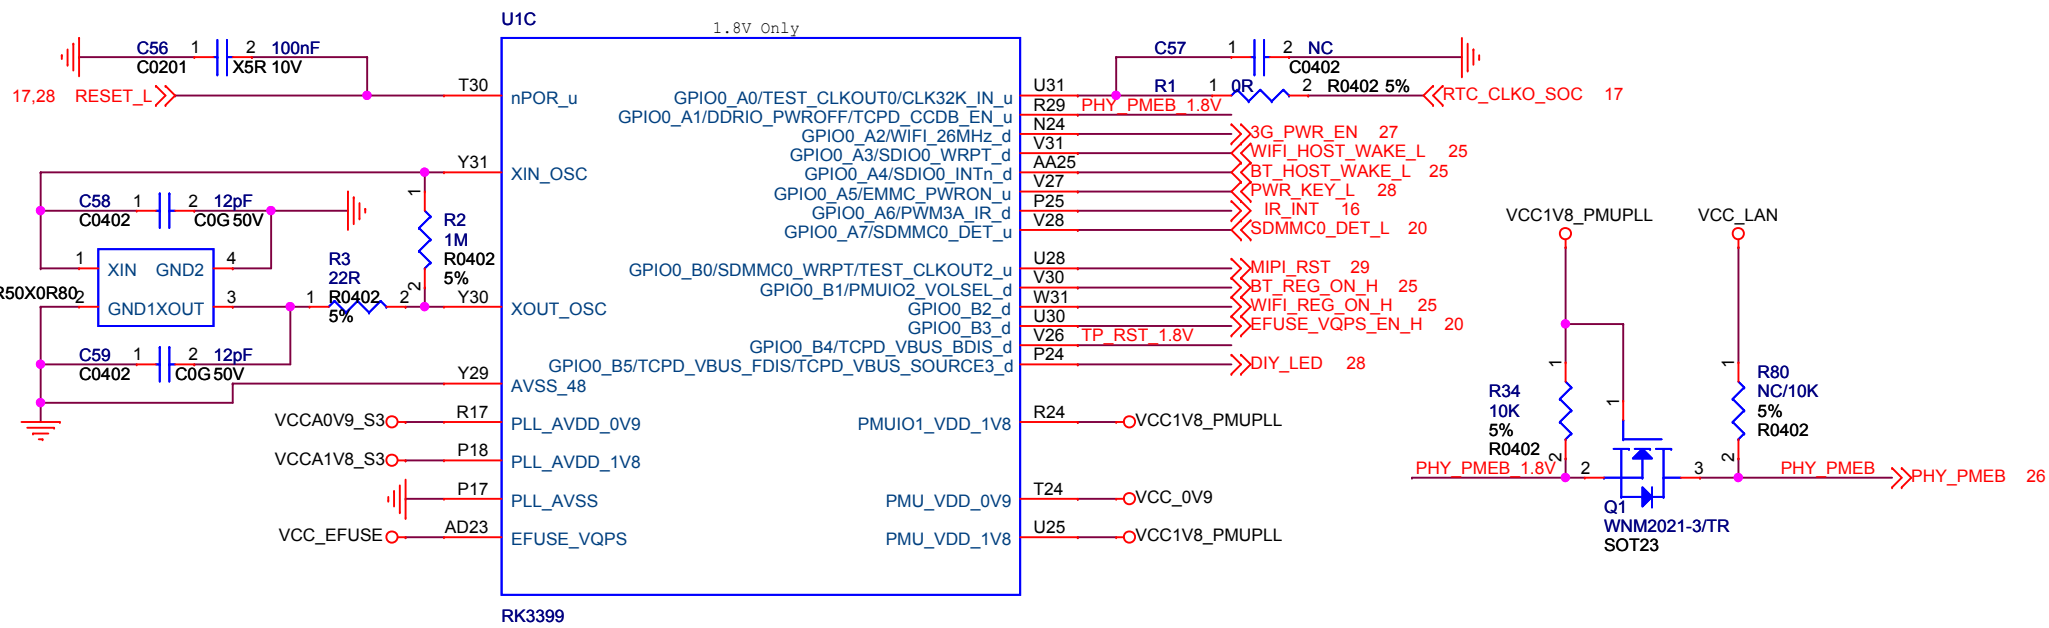 U1C
1.8V Only
C56 1 2 100nF
C0201 X5R 10V
17,28 RESET_L
T30
nPOR_u
Y31
XIN_OSC
C58 1 2 12pF
C0402 C0G 50V
1
R2
1M
R0402
5%
2
1 XIN GND2 4
R50X0R80
2 GND1XOUT 3
R3
22R
1 R0402 2
5%
Y30
XOUT_OSC
C59 1 2 12pF
C0402 C0G 50V
Y29
AVSS_48
VCCA0V9_S3 R17
PLL_AVDD_0V9
VCCA1V8_S3 P18
PLL_AVDD_1V8
P17
PLL_AVSS
VCC_EFUSE AD23
EFUSE_VQPS
GPIO0_A0/TEST_CLKOUT0/CLK32K_IN_u U31
GPIO0_A1/DDRIO_PWROFF/TCPD_CCDB_EN_u R29 PHY_PMEB_1.8V
GPIO0_A2/WIFI_26MHz_d N24 3G_PWR_EN 27
GPIO0_A3/SDIO0_WRPT_d V31 WIFI_HOST_WAKE_L 25
GPIO0_A4/SDIO0_INTn_d AA25 BT_HOST_WAKE_L 25
GPIO0_A5/EMMC_PWRON_u V27 PWR_KEY_L 28
GPIO0_A6/PWM3A_IR_d P25 IR_INT 16
GPIO0_A7/SDMMC0_DET_u V28 SDMMC0_DET_L 20
GPIO0_B0/SDMMC0_WRPT/TEST_CLKOUT2_u U28 MIPI_RST 29
GPIO0_B1/PMUIO2_VOLSEL_d V30 BT_REG_ON_H 25
GPIO0_B2_d W31 WIFI_REG_ON_H 25
GPIO0_B3_d U30 EFUSE_VQPS_EN_H 20
GPIO0_B4/TCPD_VBUS_BDIS_d V26 TP_RST_1.8V
GPIO0_B5/TCPD_VBUS_FDIS/TCPD_VBUS_SOURCE3_d P24 DIY_LED 28
PMUIO1_VDD_1V8 R24 VCC1V8_PMUPLL
PMU_VDD_0V9 T24 VCC_0V9
PMU_VDD_1V8 U25 VCC1V8_PMUPLL
RK3399
C57 1 2 NC
C0402
R1 1 0R 2 R0402 5% RTC_CLKO_SOC 17
VCC1V8_PMUPLL VCC_LAN
1
R34
10K
5%
R0402
2
1
1
R80
NC/10K
5%
R0402
2
PHY_PMEB_1.8V 2 3 PHY_PMEB PHY_PMEB 26
Q1
WNM2021-3/TR
SOT23